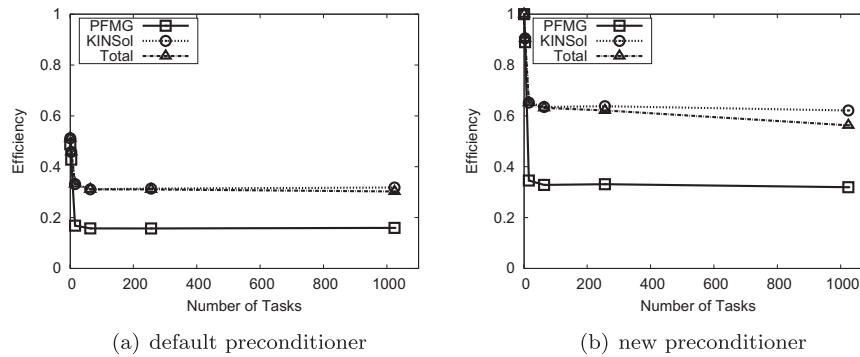 PFMG
KINSol
Total
1
0.8
0.6
0.4
0.2
0
Efficiency
0 200 400 600 800 1000
Number of Tasks
(a) default preconditioner
PFMG
KINSol
Total
1
0.8
0.6
0.4
0.2
0
Efficiency
0 200 400 600 800 1000
Number of Tasks
(b) new preconditioner